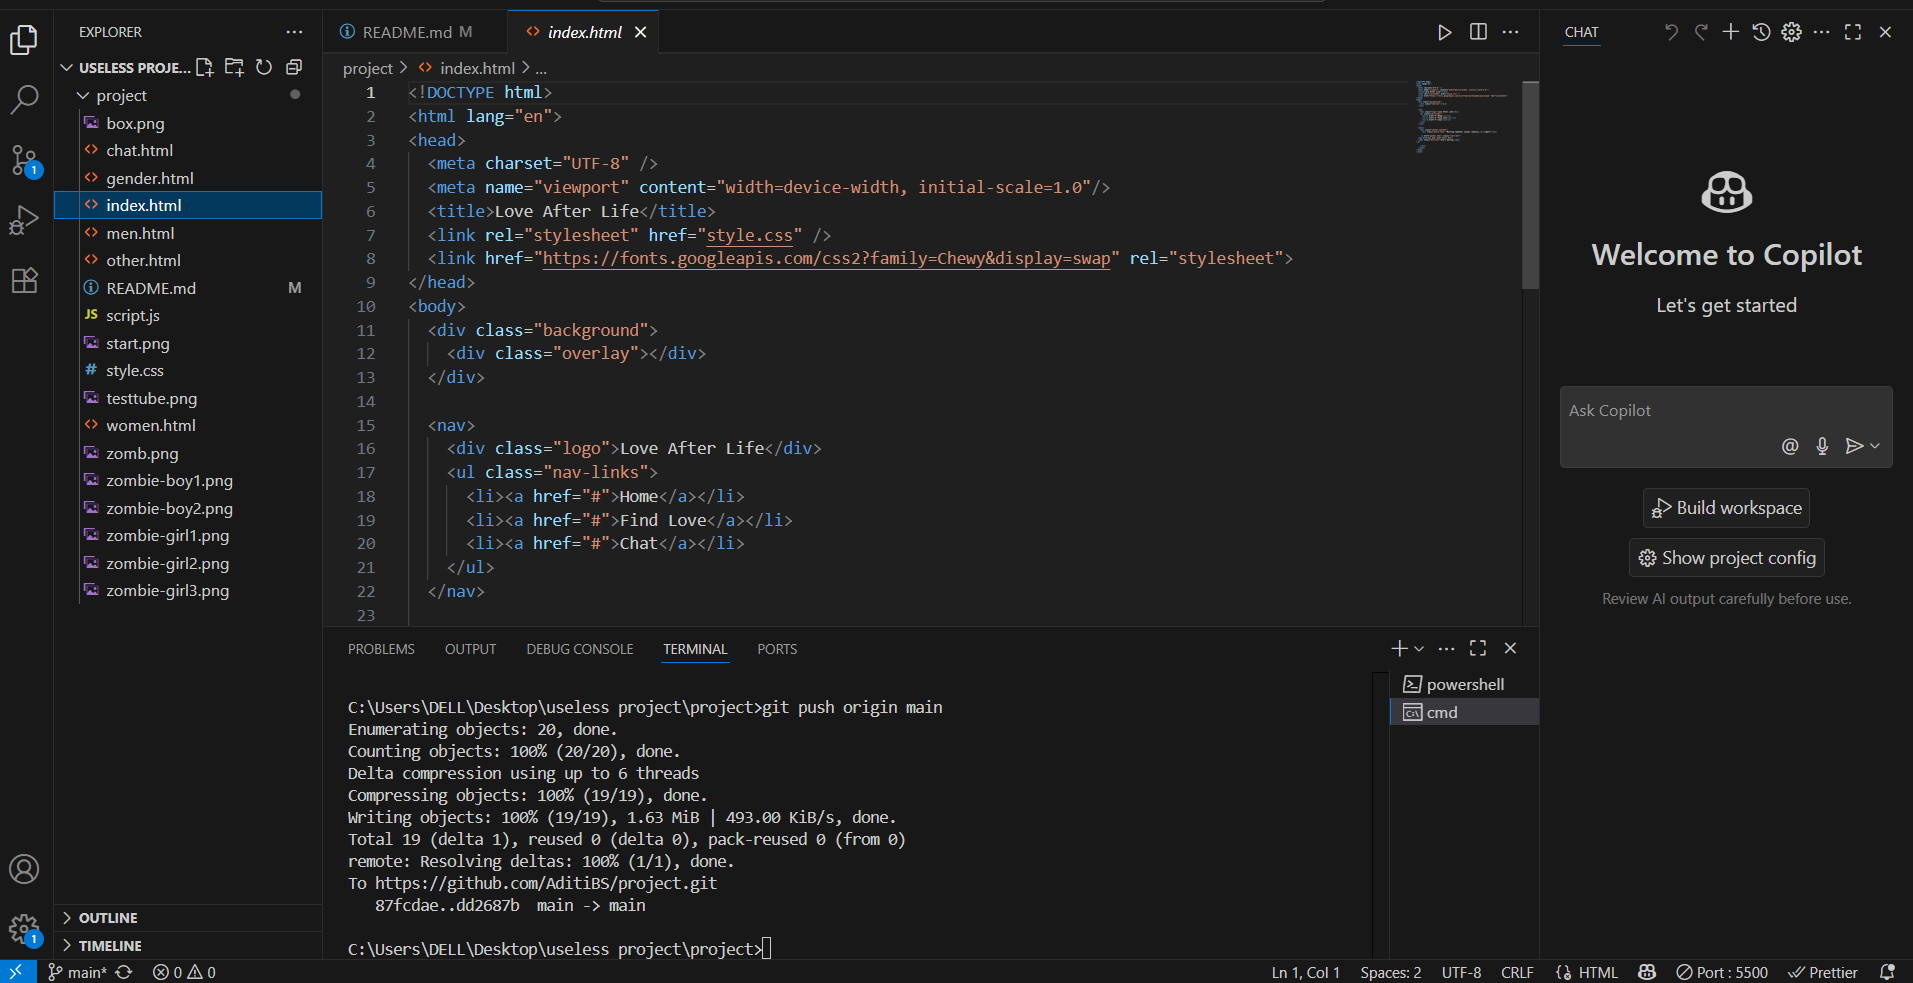 EXPLORER
USELESS PROJE...
project
box.png
chat.html
gender.html
index.html
men.html
other.html
README.md M
script.js
start.png
style.css
testtube.png
women.html
zomb.png
zombie-boy1.png
zombie-boy2.png
zombie-girl1.png
zombie-girl2.png
zombie-girl3.png
OUTLINE
TIMELINE
1
1
README.md M
index.html
project > index.html > ...
1 <!DOCTYPE html>
2 <html lang="en">
3 <head>
4 <meta charset="UTF-8" />
5 <meta name="viewport" content="width=device-width, initial-scale=1.0"/>
6 <title>Love After Life</title>
7 <link rel="stylesheet" href="style.css" />
8 <link href="https://fonts.googleapis.com/css2?family=Chewy&display=swap" rel="stylesheet">
9 </head>
10 <body>
11 <div class="background">
12 <div class="overlay"></div>
13 </div>
14
15 <nav>
16 <div class="logo">Love After Life</div>
17 <ul class="nav-links">
18 <li><a href="#">Home</a></li>
19 <li><a href="#">Find Love</a></li>
20 <li><a href="#">Chat</a></li>
21 </ul>
22 </nav>
23
PROBLEMS OUTPUT DEBUG CONSOLE TERMINAL PORTS
C:\Users\DELL\Desktop\useless project\project>git push origin main
Enumerating objects: 20, done.
Counting objects: 100% (20/20), done.
Delta compression using up to 6 threads
Compressing objects: 100% (19/19), done.
Writing objects: 100% (19/19), 1.63 MiB | 493.00 KiB/s, done.
Total 19 (delta 1), reused 0 (delta 0), pack-reused 0 (from 0)
remote: Resolving deltas: 100% (1/1), done.
To https://github.com/AditiBS/project.git
87fcdae..dd2687b main -> main
C:\Users\DELL\Desktop\useless project\project>
powershell
cmd
CHAT
Welcome to Copilot
Let's get started
Ask Copilot
Build workspace
Show project config
Review AI output carefully before use.
main* 0 0
Ln 1, Col 1 Spaces: 2 UTF-8 CRLF HTML Port : 5500 Prettier